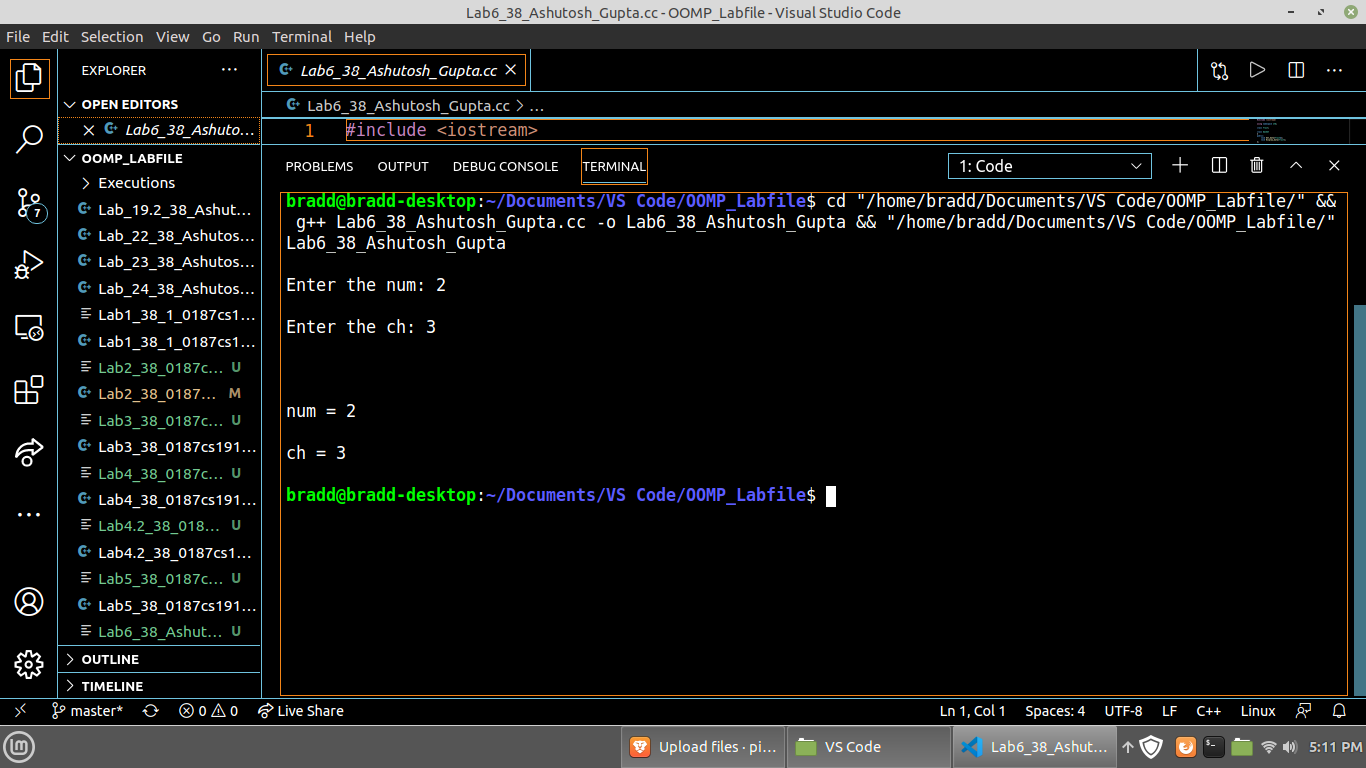 Lab6_38_Ashutosh_Gupta.cc - OOMP_Labfile - Visual Studio Code
File Edit Selection View Go Run Terminal Help
EXPLORER ···
Lab6_38_Ashutosh_Gupta.cc
OPEN EDITORS
Lab6_38_Ashuto...
Lab6_38_Ashutosh_Gupta.cc > ...
1 #include <iostream>
OOMP_LABFILE
Executions
Lab_19.2_38_Ashut...
Lab_22_38_Ashutos...
Lab_23_38_Ashutos...
Lab_24_38_Ashutos...
Lab1_38_1_0187cs1...
Lab1_38_1_0187cs1...
Lab2_38_0187c... U
Lab2_38_0187... M
Lab3_38_0187c... U
Lab3_38_0187cs191...
Lab4_38_0187c... U
Lab4_38_0187cs191...
Lab4.2_38_018... U
Lab4.2_38_0187cs1...
Lab5_38_0187c... U
Lab5_38_0187cs191...
Lab6_38_Ashut... U
OUTLINE
TIMELINE
7
PROBLEMS OUTPUT DEBUG CONSOLE TERMINAL 1: Code
bradd@bradd-desktop:~/Documents/VS Code/OOMP_Labfile$ cd "/home/bradd/Documents/VS Code/OOMP_Labfile/" &&
g++ Lab6_38_Ashutosh_Gupta.cc -o Lab6_38_Ashutosh_Gupta && "/home/bradd/Documents/VS Code/OOMP_Labfile/"
Lab6_38_Ashutosh_Gupta
Enter the num: 2
Enter the ch: 3
num = 2
ch = 3
bradd@bradd-desktop:~/Documents/VS Code/OOMP_Labfile$
master* 0 0 Live Share Ln 1, Col 1 Spaces: 4 UTF-8 LF C++ Linux
Upload files · pi... VS Code Lab6_38_Ashut... 5:11 PM